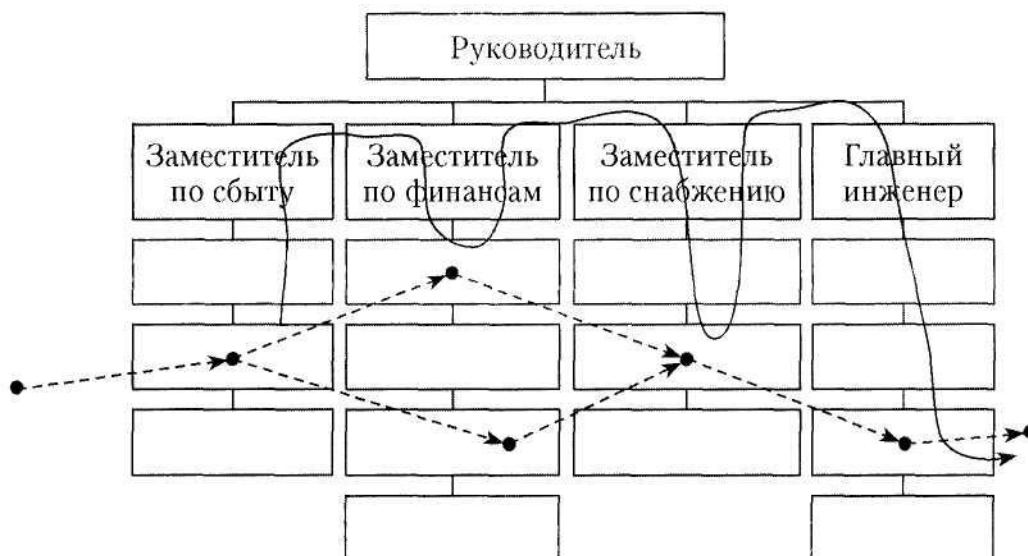 Руководитель
Заместитель
по сбыту
Заместитель
по финансам
Заместитель
по снабжению
Главный
инженер